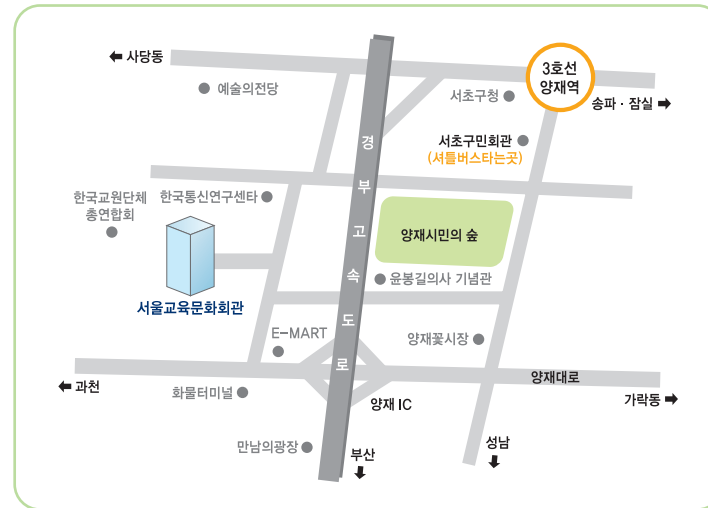 ← 사당동
3호선
양재역
예술의전당
서초구청
송파 · 잠실 →
서초구민회관
(셔틀버스타는곳)
경부고속도로
한국교원단체
총연합회
한국통신연구센타
양재시민의 숲
서울교육문화회관
윤봉길의사 기념관
E-MART
양재꽃시장
← 과천
화물터미널
양재 IC
양재대로
가락동 →
만남의광장
부산
↓
성남
↓